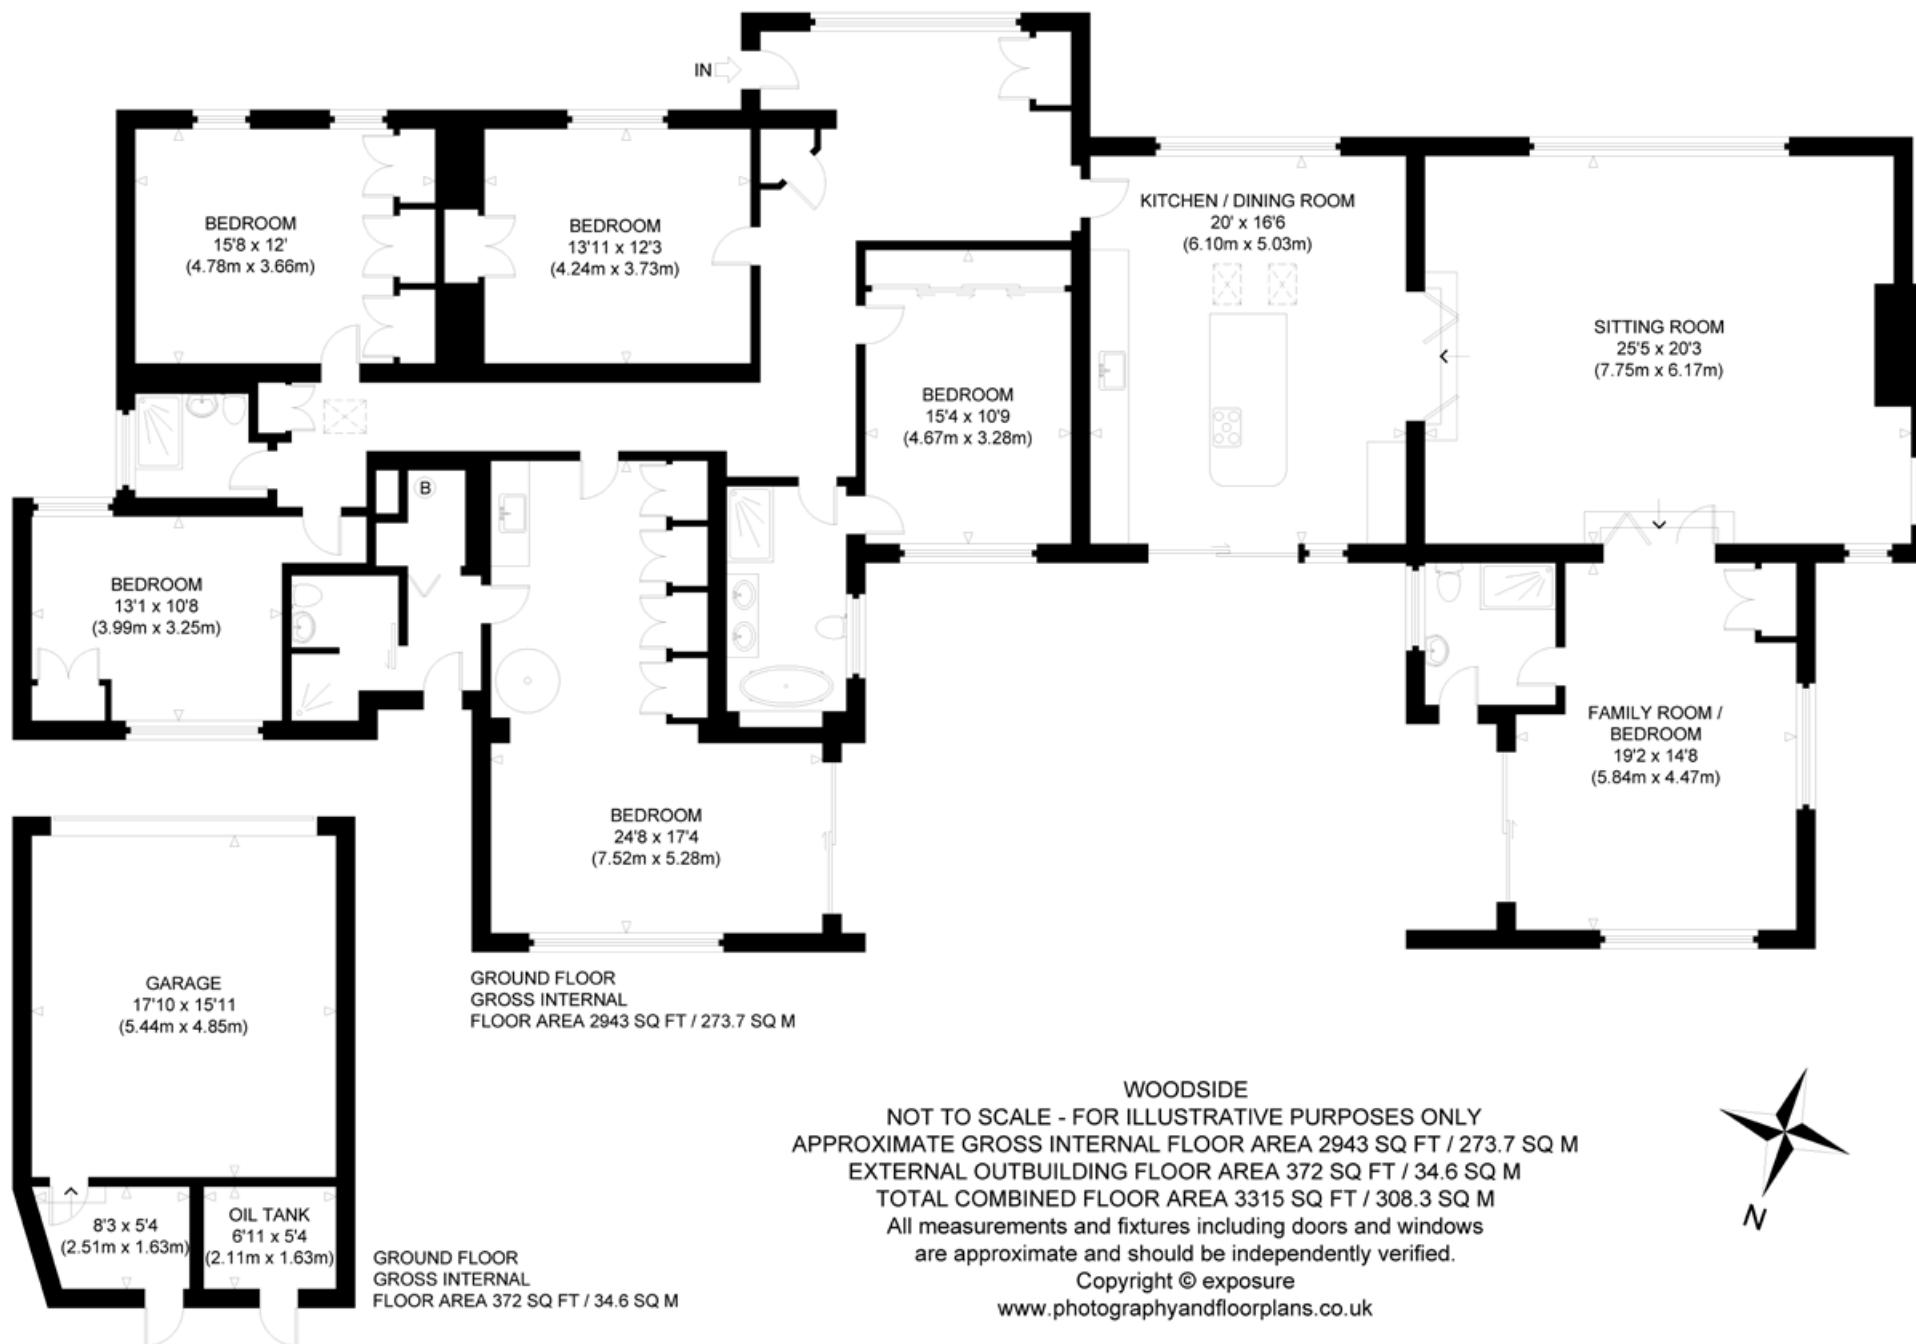 IN
BEDROOM
15'8 x 12'
(4.78m x 3.66m)
BEDROOM
13'11 x 12'3
(4.24m x 3.73m)
KITCHEN / DINING ROOM
20' x 16'6
(6.10m x 5.03m)
SITTING ROOM
25'5 x 20'3
(7.75m x 6.17m)
BEDROOM
15'4 x 10'9
(4.67m x 3.28m)
B
BEDROOM
13'1 x 10'8
(3.99m x 3.25m)
FAMILY ROOM /
BEDROOM
19'2 x 14'8
(5.84m x 4.47m)
BEDROOM
24'8 x 17'4
(7.52m x 5.28m)
GROUND FLOOR
GROSS INTERNAL
FLOOR AREA 2943 SQ FT / 273.7 SQ M
GARAGE
17'10 x 15'11
(5.44m x 4.85m)
8'3 x 5'4
(2.51m x 1.63m)
OIL TANK
6'11 x 5'4
(2.11m x 1.63m)
GROUND FLOOR
GROSS INTERNAL
FLOOR AREA 372 SQ FT / 34.6 SQ M
WOODSIDE
NOT TO SCALE - FOR ILLUSTRATIVE PURPOSES ONLY
APPROXIMATE GROSS INTERNAL FLOOR AREA 2943 SQ FT / 273.7 SQ M
EXTERNAL OUTBUILDING FLOOR AREA 372 SQ FT / 34.6 SQ M
TOTAL COMBINED FLOOR AREA 3315 SQ FT / 308.3 SQ M
All measurements and fixtures including doors and windows
are approximate and should be independently verified.
Copyright © exposure
www.photographyandfloorplans.co.uk
N